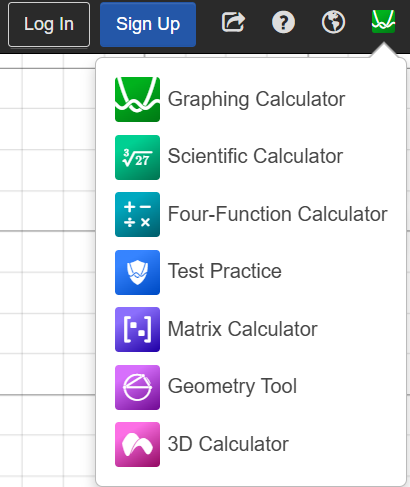 Log In Sign Up ?
Graphing Calculator
∛27 Scientific Calculator
+ − ÷ × Four-Function Calculator
Test Practice
Matrix Calculator
Geometry Tool
3D Calculator